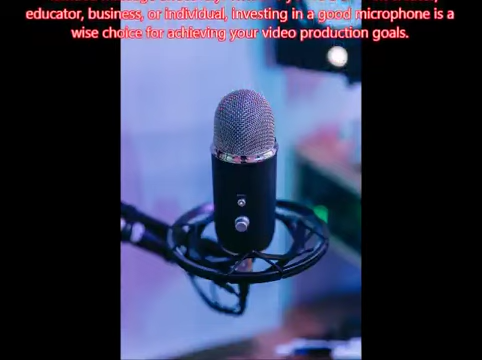 educator, business, or individual, investing in a good microphone is a
wise choice for achieving your video production goals.